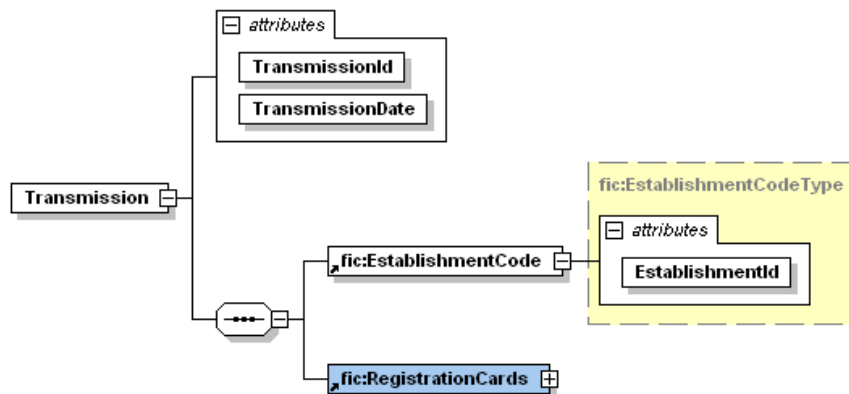 attributes
TransmissionId
TransmissionDate
Transmission
fic:EstablishmentCodeType
attributes
fic:EstablishmentCode
EstablishmentId
fic:RegistrationCards